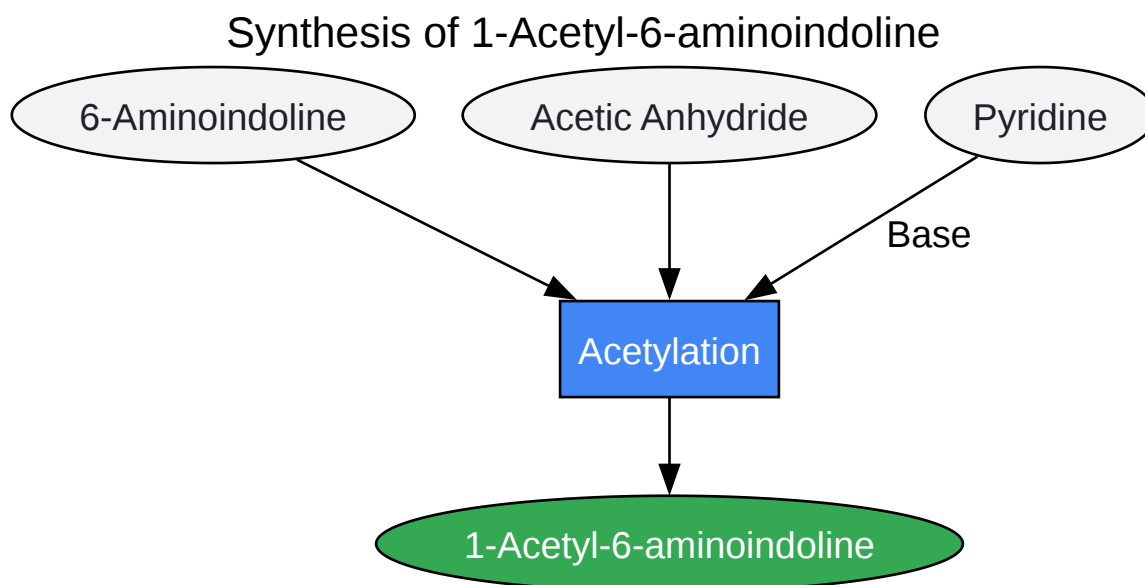 Synthesis of 1-Acetyl-6-aminoindoline
6-Aminoindoline
Acetic Anhydride
Pyridine
Base
Acetylation
1-Acetyl-6-aminoindoline